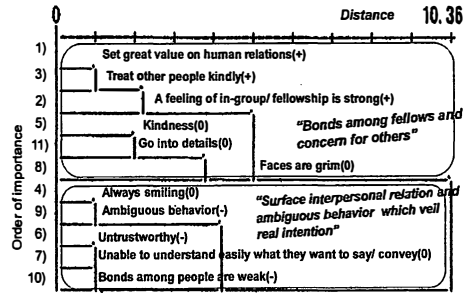 0 Distance 10.36
Order of importance
1) Set great value on human relations(+)
3) Treat other people kindly(+)
2) A feeling of in-group/ fellowship is strong(+)
5) Kindness(0)
11) Go into details(0)
8) Faces are grim(0)
"Bonds among fellows and
concern for others"
4) Always smiling(0)
9) Ambiguous behavior(-)
6) Untrustworthy(-)
7) Unable to understand easily what they want to say/ convey(0)
10) Bonds among people are weak(-)
"Surface interpersonal relation and
ambiguous behavior which veil
real intention"